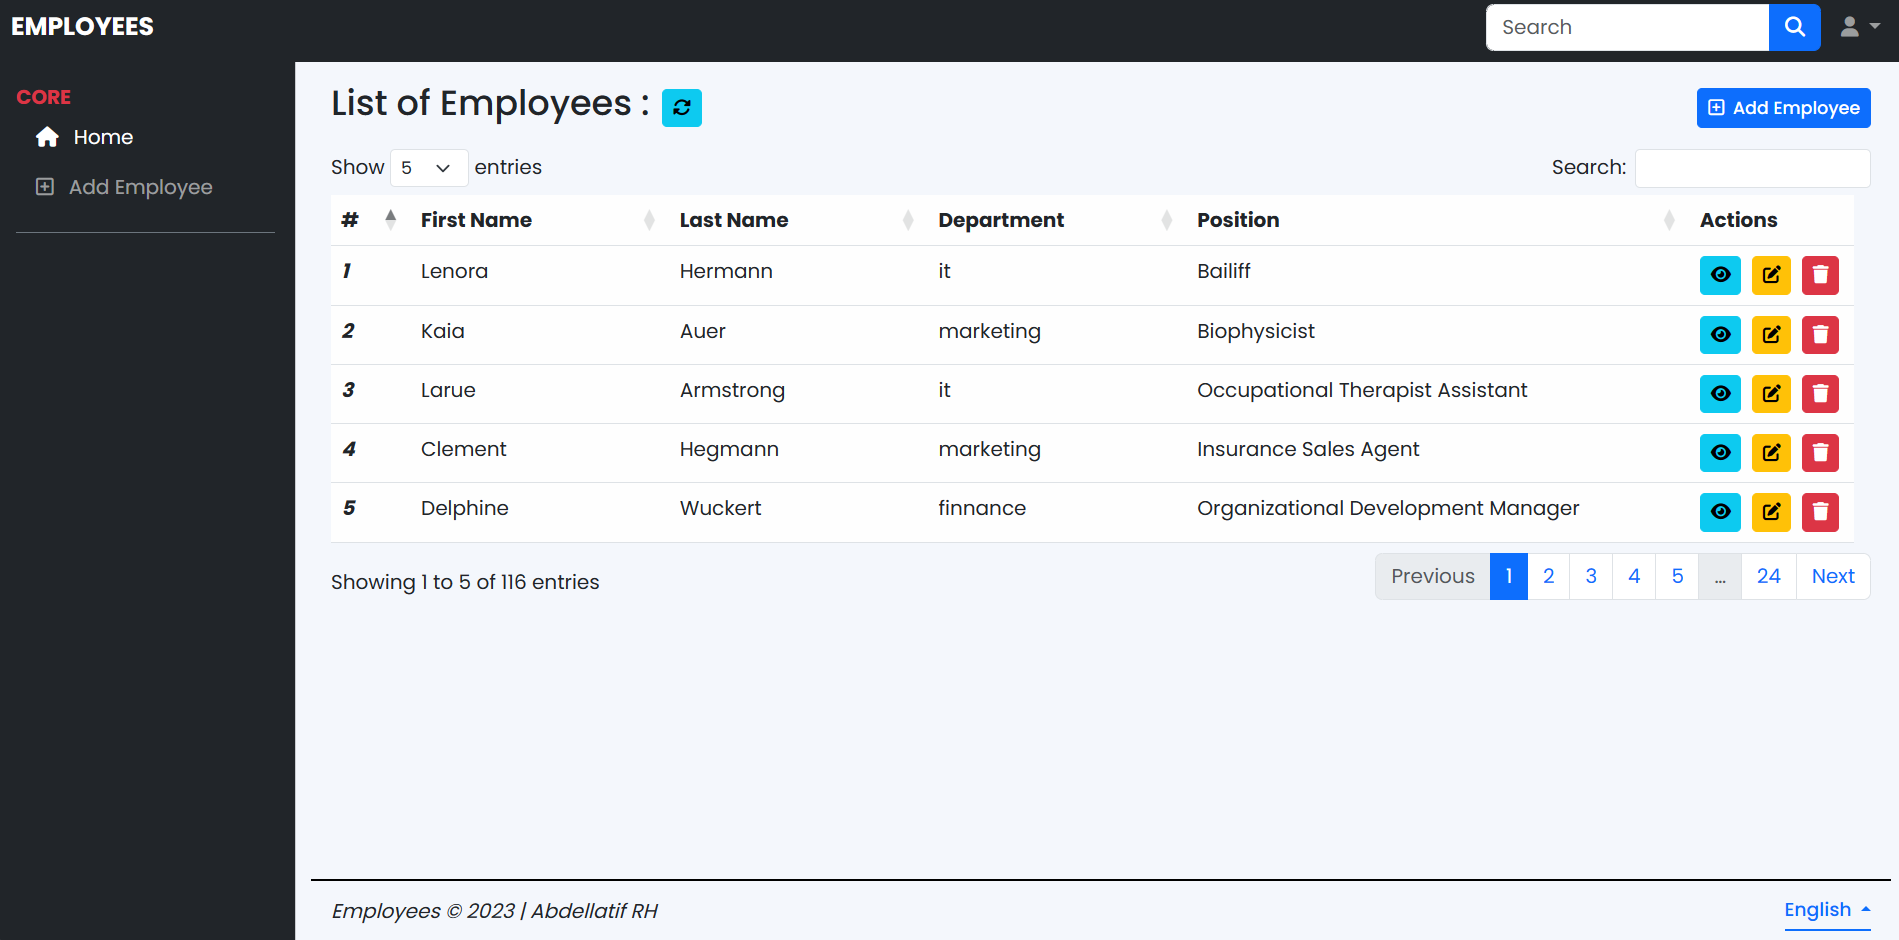 EMPLOYEES
Search
CORE
Home
Add Employee
List of Employees :
Add Employee
Show 5 entries
Search:
# First Name Last Name Department Position Actions
1 Lenora Hermann it Bailiff
2 Kaia Auer marketing Biophysicist
3 Larue Armstrong it Occupational Therapist Assistant
4 Clement Hegmann marketing Insurance Sales Agent
5 Delphine Wuckert finnance Organizational Development Manager
Showing 1 to 5 of 116 entries
Previous 1 2 3 4 5 ... 24 Next
Employees © 2023 | Abdellatif RH
English